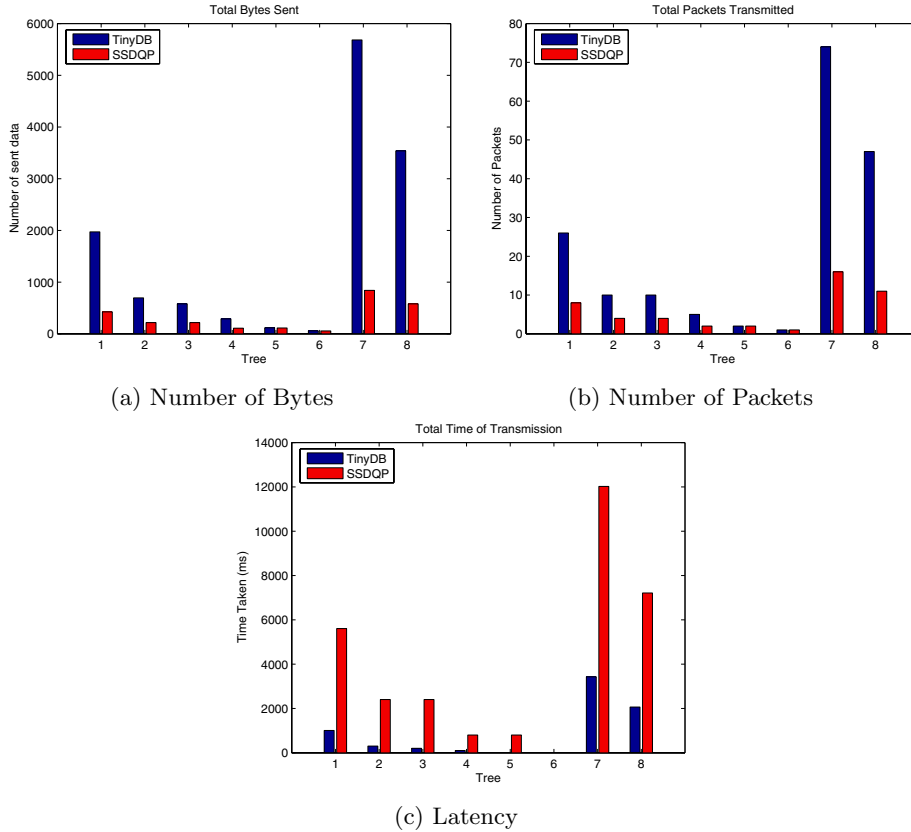 Total Bytes Sent
6000
5000
4000
3000
2000
1000
0
Number of sent data
TinyDB
SSDQP
1 2 3 4 5 6 7 8
Tree
(a) Number of Bytes
Total Packets Transmitted
80
70
60
50
40
30
20
10
0
Number of Packets
TinyDB
SSDQP
1 2 3 4 5 6 7 8
Tree
(b) Number of Packets
Total Time of Transmission
14000
12000
10000
8000
6000
4000
2000
0
Time Taken (ms)
TinyDB
SSDQP
1 2 3 4 5 6 7 8
Tree
(c) Latency